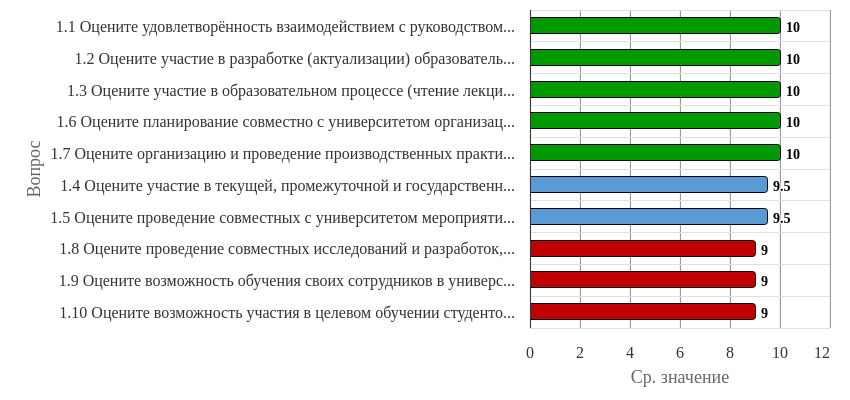 1.1 Оцените удовлетворённость взаимодействием с руководством... 10
1.2 Оцените участие в разработке (актуализации) образователь... 10
1.3 Оцените участие в образовательном процессе (чтение лекци... 10
1.6 Оцените планирование совместно с университетом организац... 10
1.7 Оцените организацию и проведение производственных практи... 10
1.4 Оцените участие в текущей, промежуточной и государственн... 9.5
1.5 Оцените проведение совместных с университетом мероприяти... 9.5
1.8 Оцените проведение совместных исследований и разработок,... 9
1.9 Оцените возможность обучения своих сотрудников в универс... 9
1.10 Оцените возможность участия в целевом обучении студенто... 9
Вопрос
0 2 4 6 8 10 12
Ср. значение